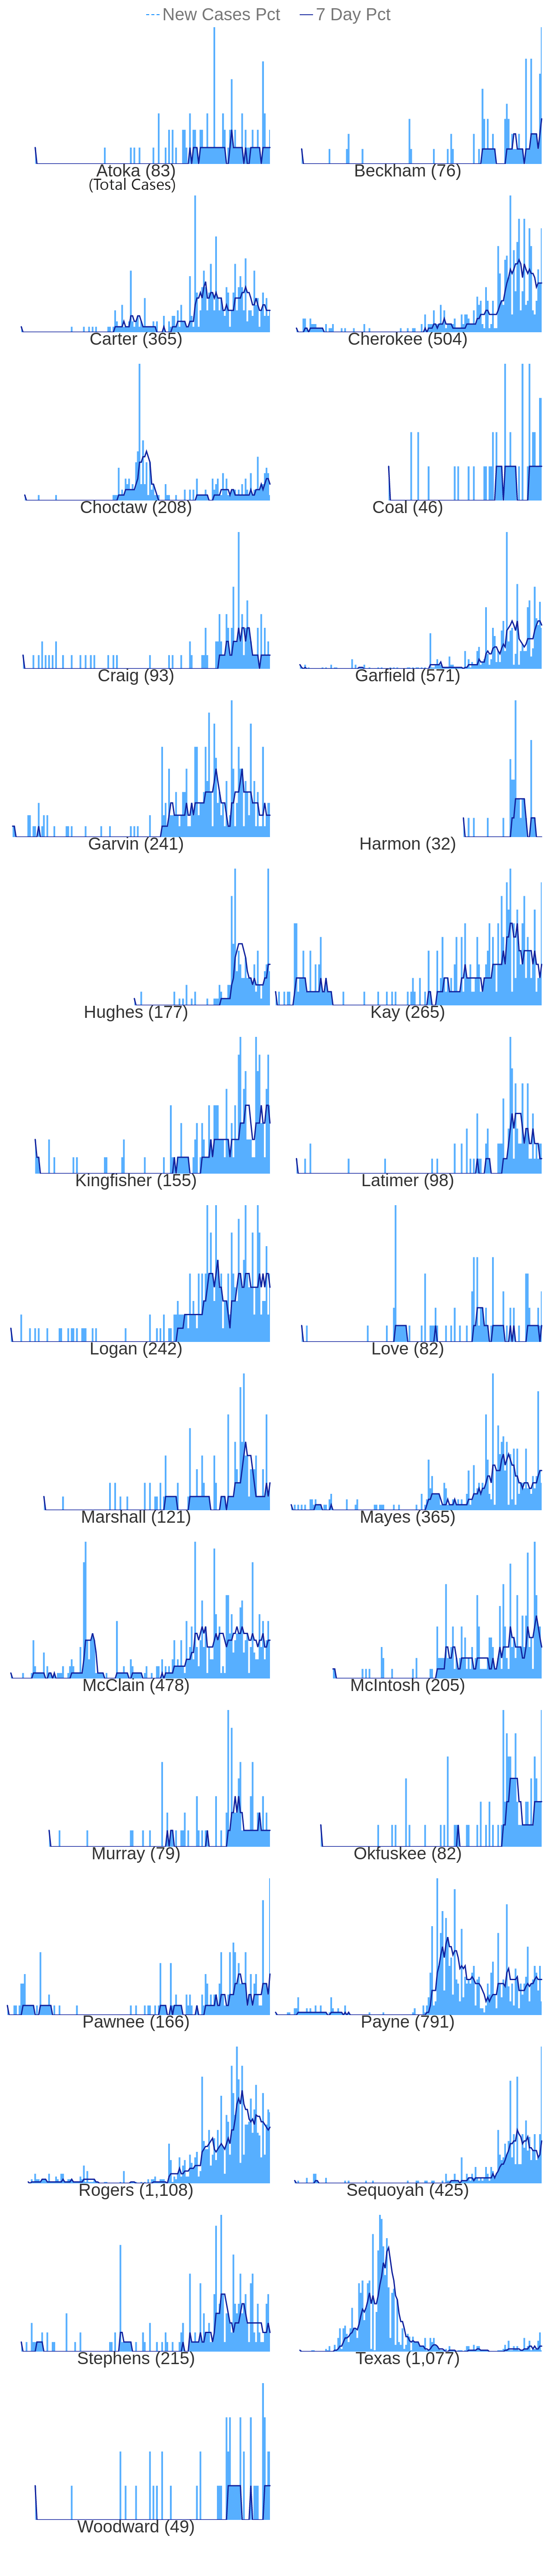 New Cases Pct 7 Day Pct
Atoka (83) Beckham (76)
(Total Cases)
Carter (365) Cherokee (504)
Choctaw (208) Coal (46)
Craig (93) Garfield (571)
Garvin (241) Harmon (32)
Hughes (177) Kay (265)
Kingfisher (155) Latimer (98)
Logan (242) Love (82)
Marshall (121) Mayes (365)
McClain (478) McIntosh (205)
Murray (79) Okfuskee (82)
Pawnee (166) Payne (791)
Rogers (1,108) Sequoyah (425)
Stephens (215) Texas (1,077)
Woodward (49)